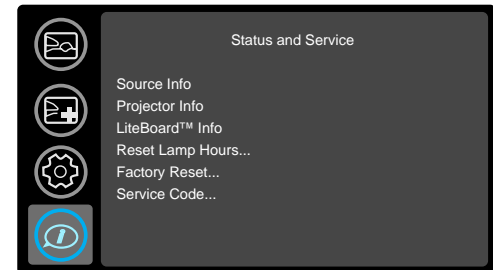 Status and Service
Source Info
Projector Info
LiteBoard™ Info
Reset Lamp Hours...
Factory Reset...
Service Code...